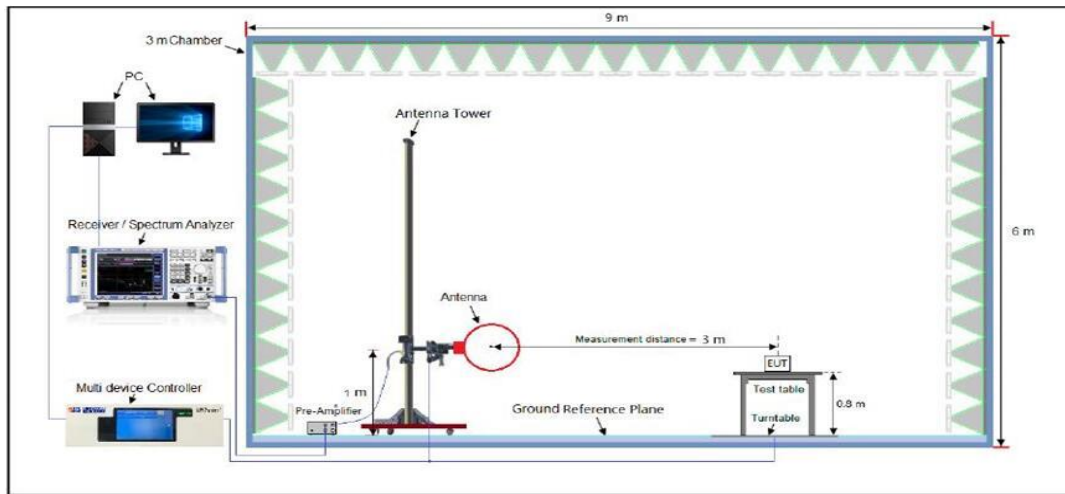 9 m
3 m Chamber
PC
Antenna Tower
Receiver / Spectrum Analyzer
6 m
Antenna
Measurement distance = 3 m
EUT
Multi device Controller
1 m
Test table
0.8 m
Pre-Amplifier
Ground Reference Plane
Turntable